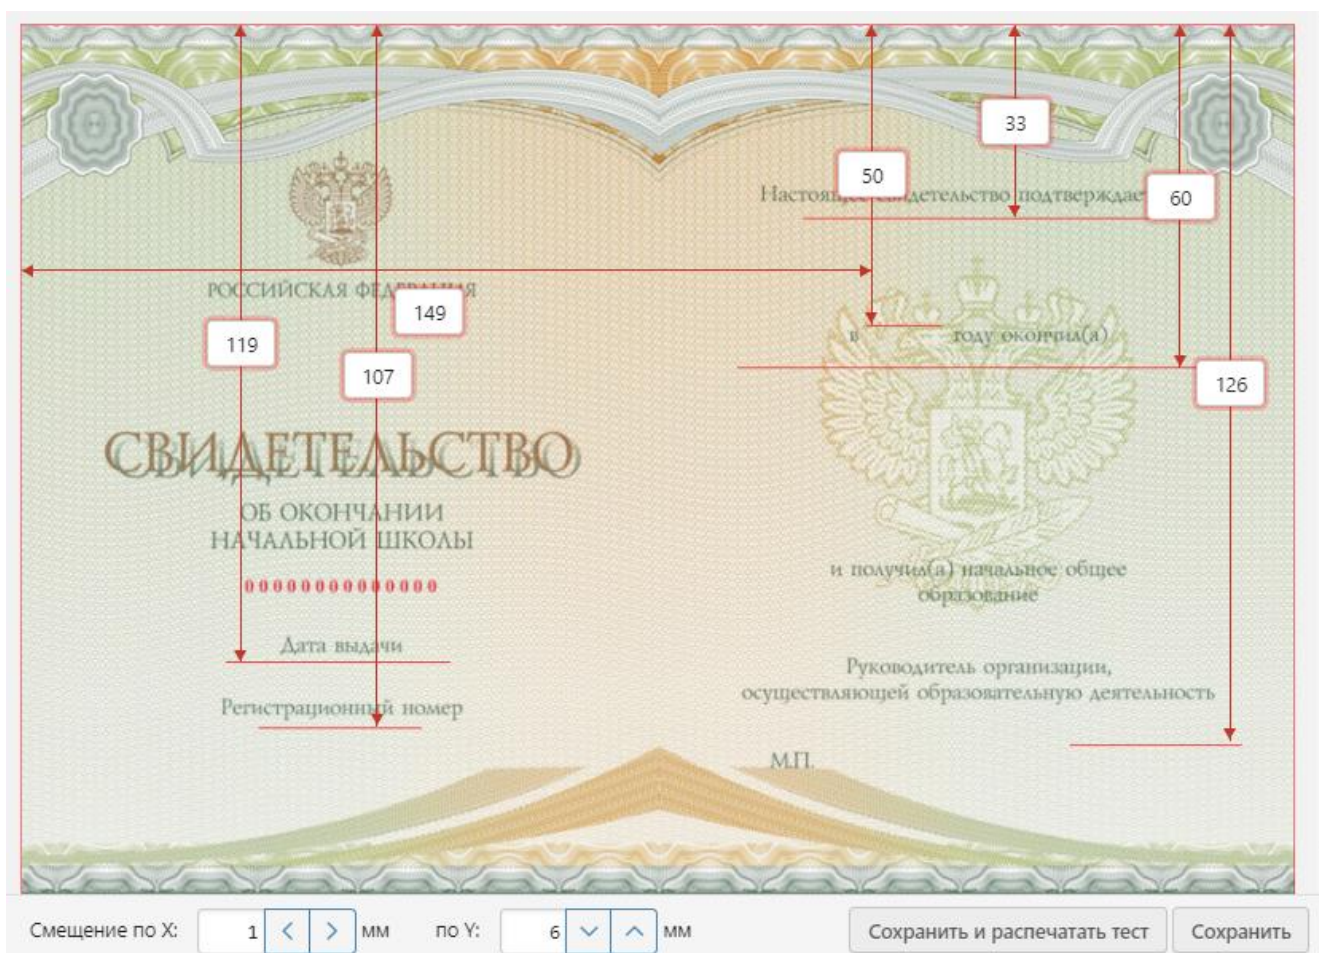 33
50
Настоящее свидетельство подтверждает
60
РОССИЙСКАЯ ФЕДЕРАЦИЯ
149
119
в году окончил(а)
107
126
СВИДЕТЕЛЬСТВО
ОБ ОКОНЧАНИИ
НАЧАЛЬНОЙ ШКОЛЫ
00000000000000
и получил(а) начальное общее
образование
Дата выдачи
Руководитель организации,
осуществляющей образовательную деятельность
Регистрационный номер
М.П.
Смещение по X: 1 мм по Y: 6 мм
Сохранить и распечатать тест
Сохранить